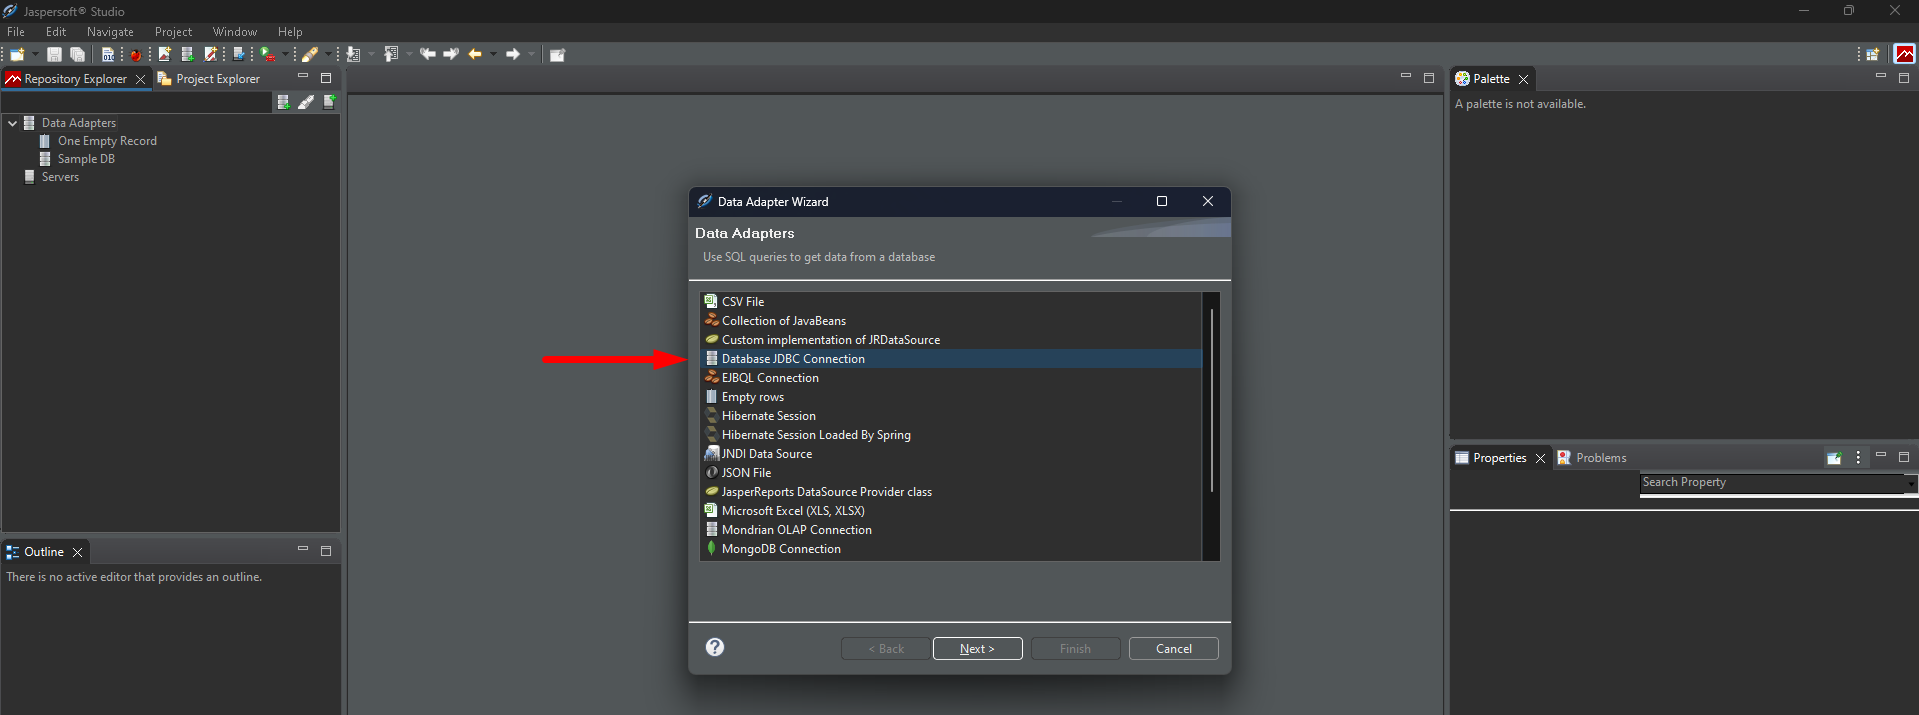 Jaspersoft® Studio
File Edit Navigate Project Window Help
Repository Explorer
Project Explorer
Data Adapters
One Empty Record
Sample DB
Servers
Outline
There is no active editor that provides an outline.
Data Adapter Wizard
Data Adapters
Use SQL queries to get data from a database
CSV File
Collection of JavaBeans
Custom implementation of JRDataSource
Database JDBC Connection
EJBQL Connection
Empty rows
Hibernate Session
Hibernate Session Loaded By Spring
JNDI Data Source
JSON File
JasperReports DataSource Provider class
Microsoft Excel (XLS, XLSX)
Mondrian OLAP Connection
MongoDB Connection
< Back
Next >
Finish
Cancel
Palette
A palette is not available.
Properties
Problems
Search Property